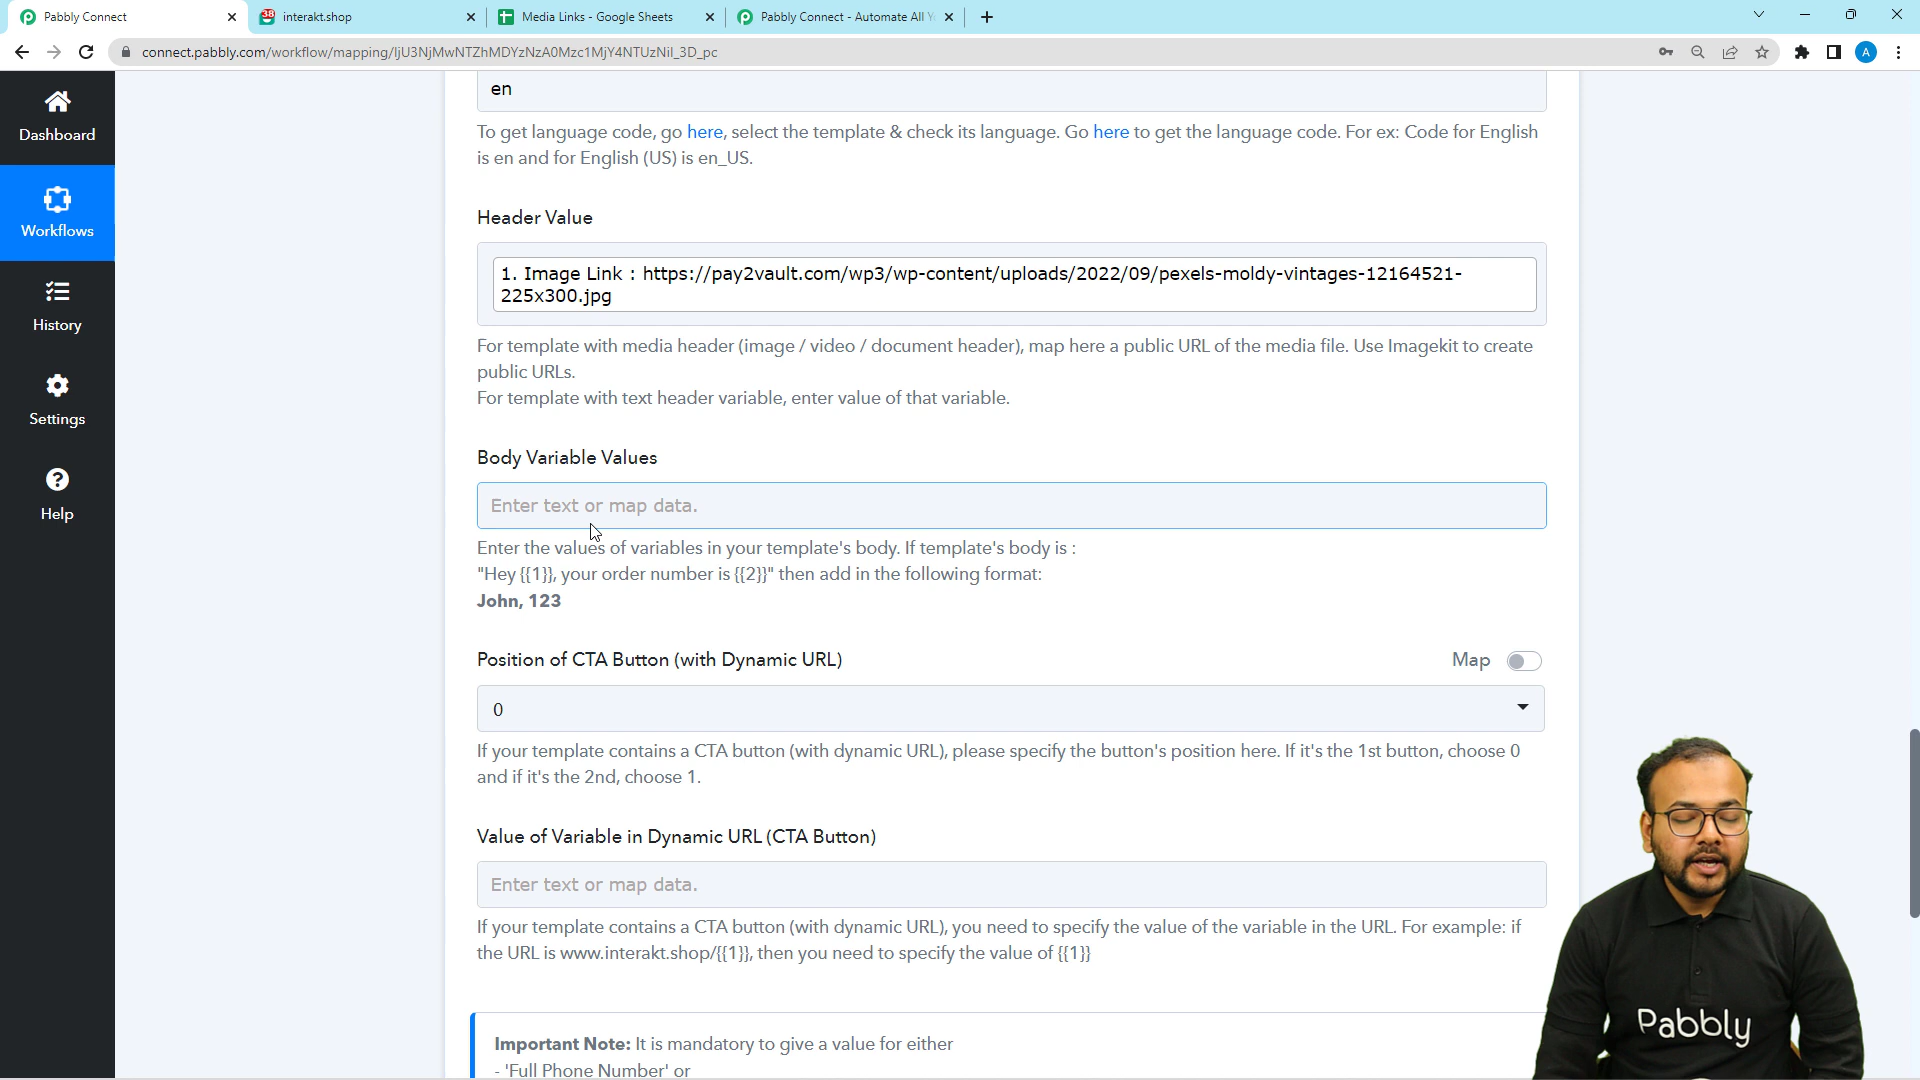 Pabbly Connect
interakt.shop
Media Links - Google Sheets
Pabbly Connect - Automate All
connect.pabbly.com/workflow/mapping/IjU3NjMwNTZhMDYzNzA0Mzc1MjY4NTUzNiI_3D_pc
A
Dashboard
Workflows
History
Settings
Help
en
To get language code, go here, select the template & check its language. Go here to get the language code. For ex: Code for English
is en and for English (US) is en_US.
Header Value
1. Image Link : https://pay2vault.com/wp3/wp-content/uploads/2022/09/pexels-moldy-vintages-12164521-
225x300.jpg
For template with media header (image / video / document header), map here a public URL of the media file. Use Imagekit to create
public URLs.
For template with text header variable, enter value of that variable.
Body Variable Values
Enter text or map data.
Enter the values of variables in your template's body. If template's body is :
"Hey {{1}}, your order number is {{2}}" then add in the following format:
John, 123
Position of CTA Button (with Dynamic URL)
Map
0
If your template contains a CTA button (with dynamic URL), please specify the button's position here. If it's the 1st button, choose 0
and if it's the 2nd, choose 1.
Value of Variable in Dynamic URL (CTA Button)
Enter text or map data.
If your template contains a CTA button (with dynamic URL), you need to specify the value of the variable in the URL. For example: if
the URL is www.interakt.shop/{{1}}, then you need to specify the value of {{1}}
Important Note: It is mandatory to give a value for either
- 'Full Phone Number' or
Pabbly